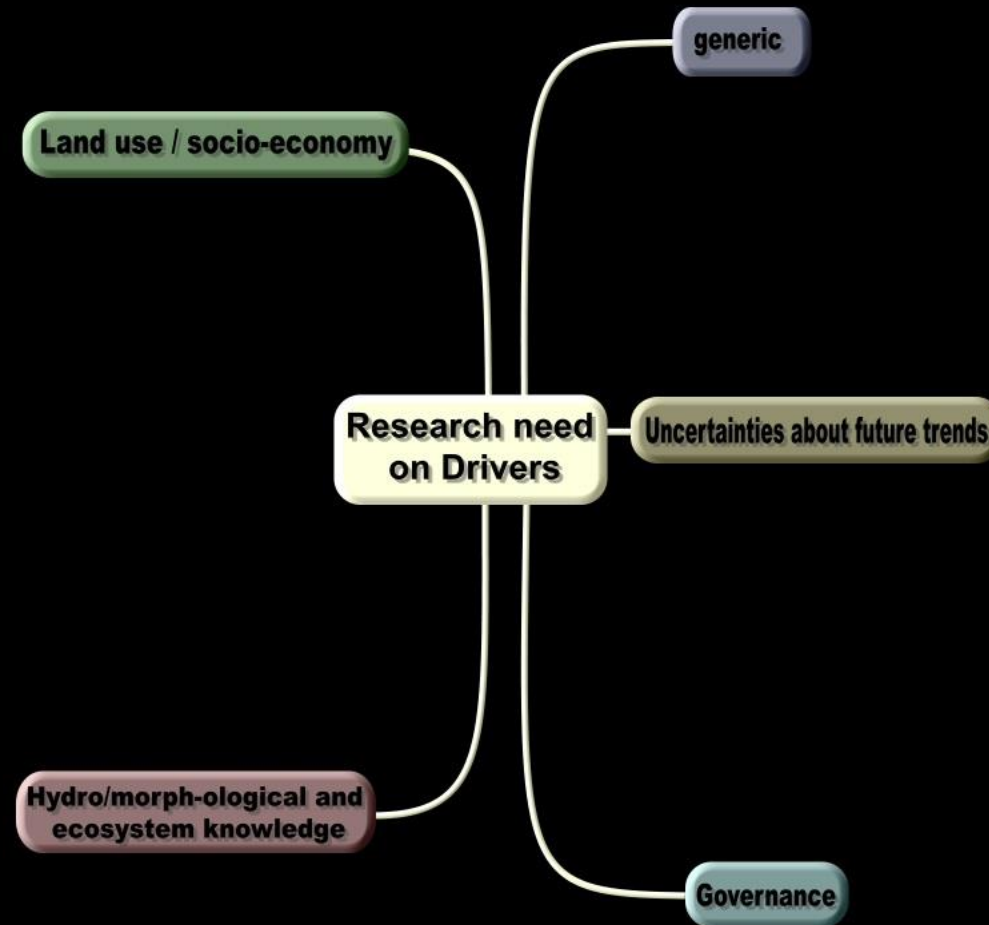 generic
Land use / socio-economy
Research need
on Drivers
Uncertainties about future trends
Hydro/morph-ological and
ecosystem knowledge
Governance